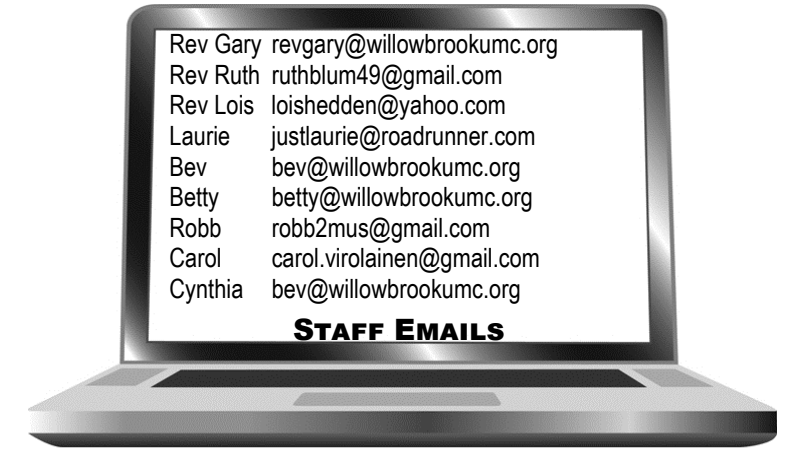 Rev Gary revgary@willowbrookumc.org
Rev Ruth ruthblum49@gmail.com
Rev Lois loishedden@yahoo.com
Laurie justlaurie@roadrunner.com
Bev bev@willowbrookumc.org
Betty betty@willowbrookumc.org
Robb robb2mus@gmail.com
Carol carol.virolainen@gmail.com
Cynthia bev@willowbrookumc.org
STAFF EMAILS